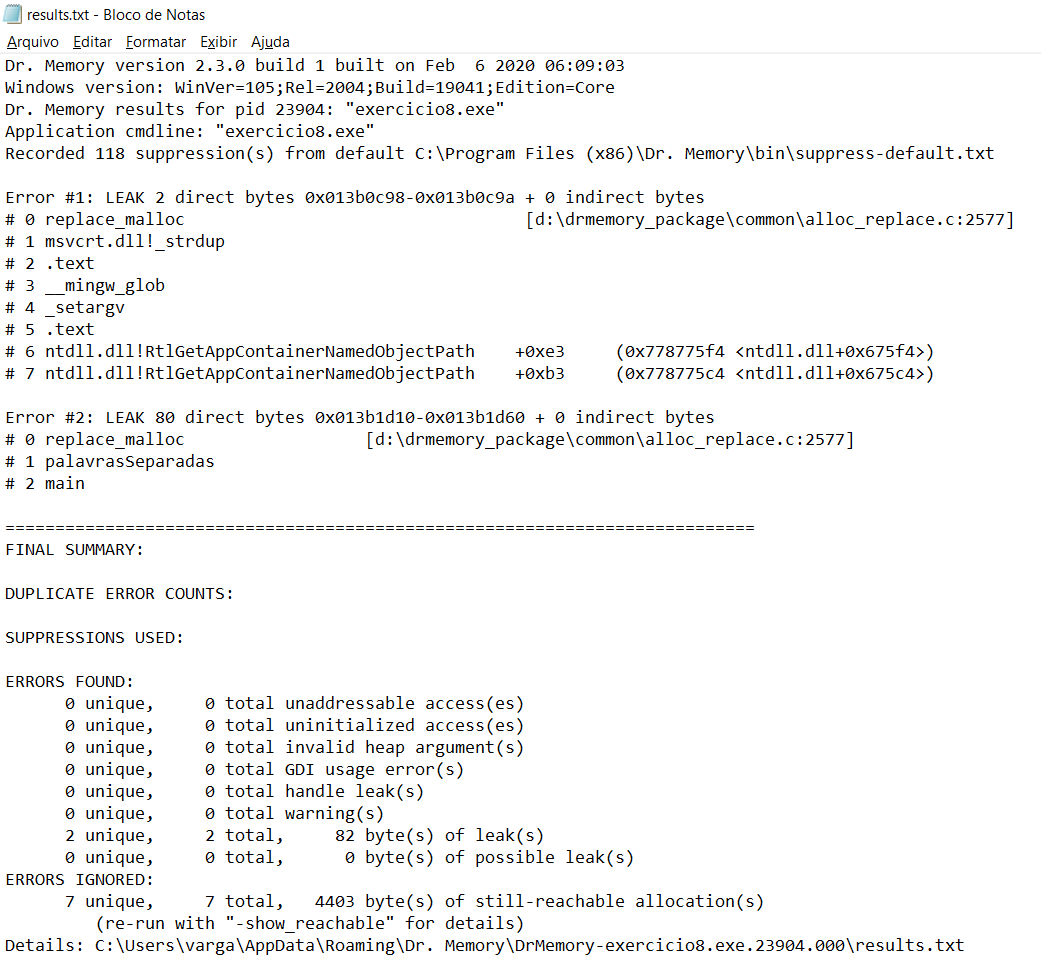 results.txt - Bloco de Notas
Arquivo Editar Formatar Exibir Ajuda
Dr. Memory version 2.3.0 build 1 built on Feb  6 2020 06:09:03
Windows version: WinVer=105;Rel=2004;Build=19041;Edition=Core
Dr. Memory results for pid 23904: "exercicio8.exe"
Application cmdline: "exercicio8.exe"
Recorded 118 suppression(s) from default C:\Program Files (x86)\Dr. Memory\bin\suppress-default.txt

Error #1: LEAK 2 direct bytes 0x013b0c98-0x013b0c9a + 0 indirect bytes
# 0 replace_malloc                                  [d:\drmemory_package\common\alloc_replace.c:2577]
# 1 msvcrt.dll!_strdup
# 2 .text
# 3 __mingw_glob
# 4 _setargv
# 5 .text
# 6 ntdll.dll!RtlGetAppContainerNamedObjectPath    +0xe3     (0x778775f4 <ntdll.dll+0x675f4>)
# 7 ntdll.dll!RtlGetAppContainerNamedObjectPath    +0xb3     (0x778775c4 <ntdll.dll+0x675c4>)

Error #2: LEAK 80 direct bytes 0x013b1d10-0x013b1d60 + 0 indirect bytes
# 0 replace_malloc                  [d:\drmemory_package\common\alloc_replace.c:2577]
# 1 palavrasSeparadas
# 2 main

===========================================================================
FINAL SUMMARY:

DUPLICATE ERROR COUNTS:

SUPPRESSIONS USED:

ERRORS FOUND:
      0 unique,     0 total unaddressable access(es)
      0 unique,     0 total uninitialized access(es)
      0 unique,     0 total invalid heap argument(s)
      0 unique,     0 total GDI usage error(s)
      0 unique,     0 total handle leak(s)
      0 unique,     0 total warning(s)
      2 unique,     2 total,     82 byte(s) of leak(s)
      0 unique,     0 total,      0 byte(s) of possible leak(s)
ERRORS IGNORED:
      7 unique,     7 total,   4403 byte(s) of still-reachable allocation(s)
         (re-run with "-show_reachable" for details)
Details: C:\Users\varga\AppData\Roaming\Dr. Memory\DrMemory-exercicio8.exe.23904.000\results.txt